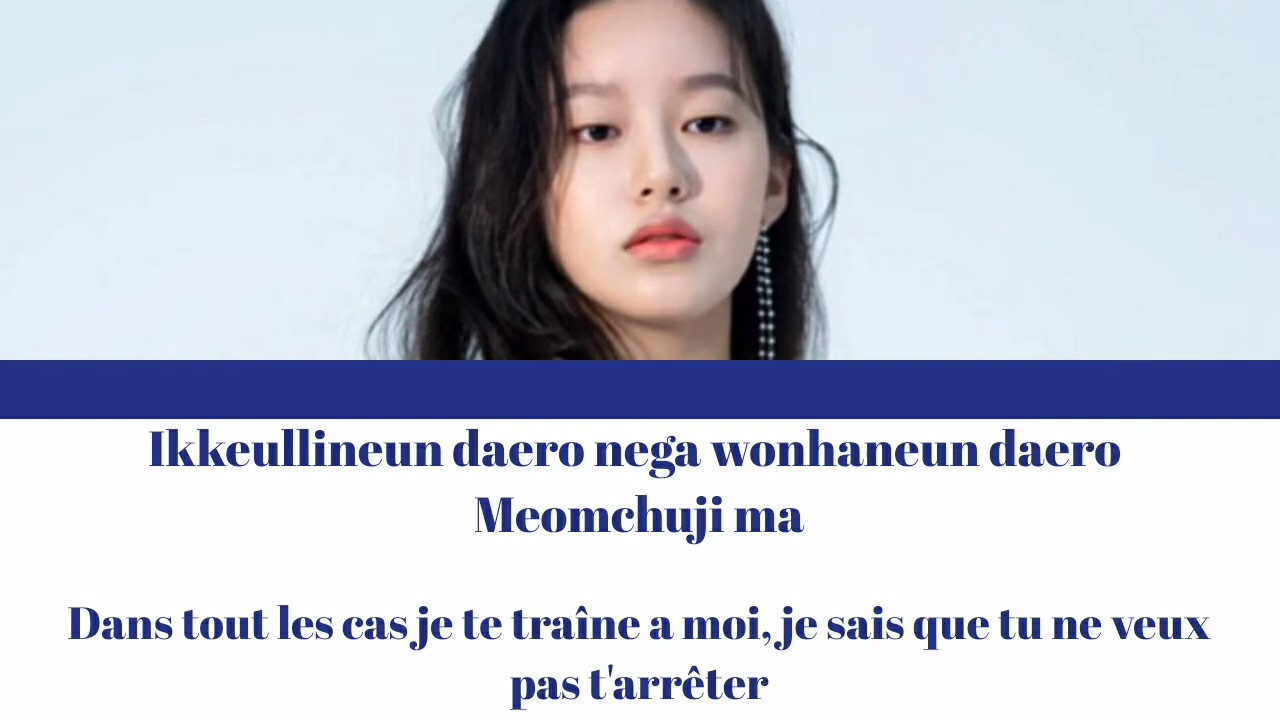 Ikkeullineun daero nega wonhaneun daero
Meomchuji ma
Dans tout les cas je te traîne a moi, je sais que tu ne veux
pas t'arrêter